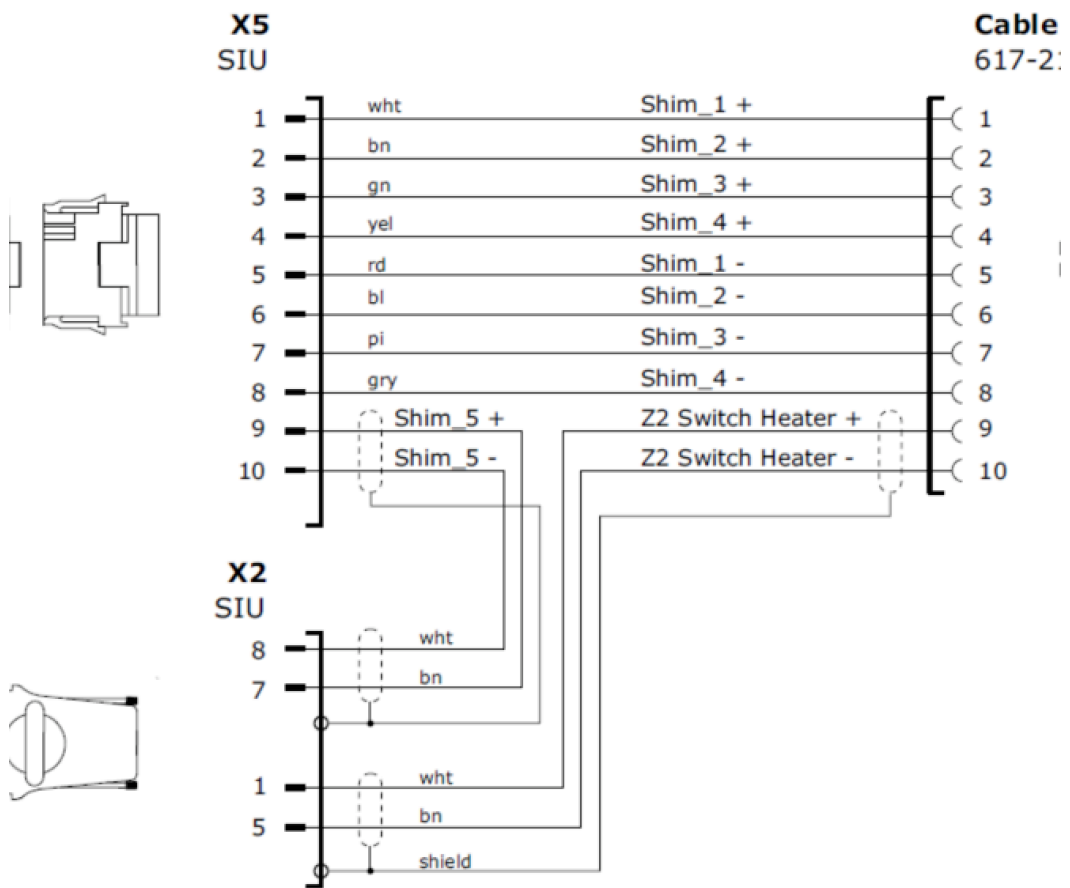 X5 Cable
SIU 617-21
1 wht Shim_1 + 1
2 bn Shim_2 + 2
3 gn Shim_3 + 3
4 yel Shim_4 + 4
5 rd Shim_1 - 5
6 bl Shim_2 - 6
7 pi Shim_3 - 7
8 gry Shim_4 - 8
9 Shim_5 + Z2 Switch Heater + 9
10 Shim_5 - Z2 Switch Heater - 10
X2
SIU
8 wht
7 bn
1 wht
5 bn
shield